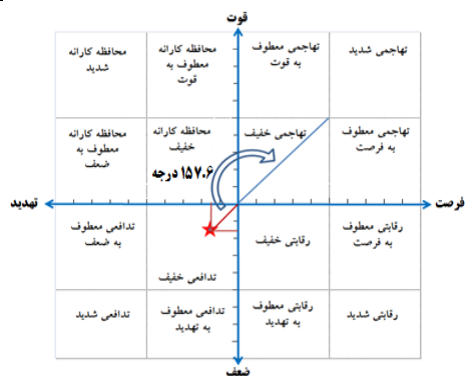 قوت
محافظه کارانه
شدید
محافظه کارانه
معطوف به
قوت
تهاجمی معطوف
به قوت
تهاجمی شدید
محافظه کارانه
معطوف به
ضعف
محافظه کارانه
خفیف
تهاجمی خفیف
تهاجمی معطوف
به فرصت
۱۵۷.۶ درجه
تهدید
فرصت
تدافعی معطوف
به ضعف
تدافعی خفیف
رقابتی خفیف
رقابتی معطوف
به فرصت
تدافعی شدید
تدافعی معطوف
به تهدید
رقابتی معطوف
به تهدید
رقابتی شدید
ضعف